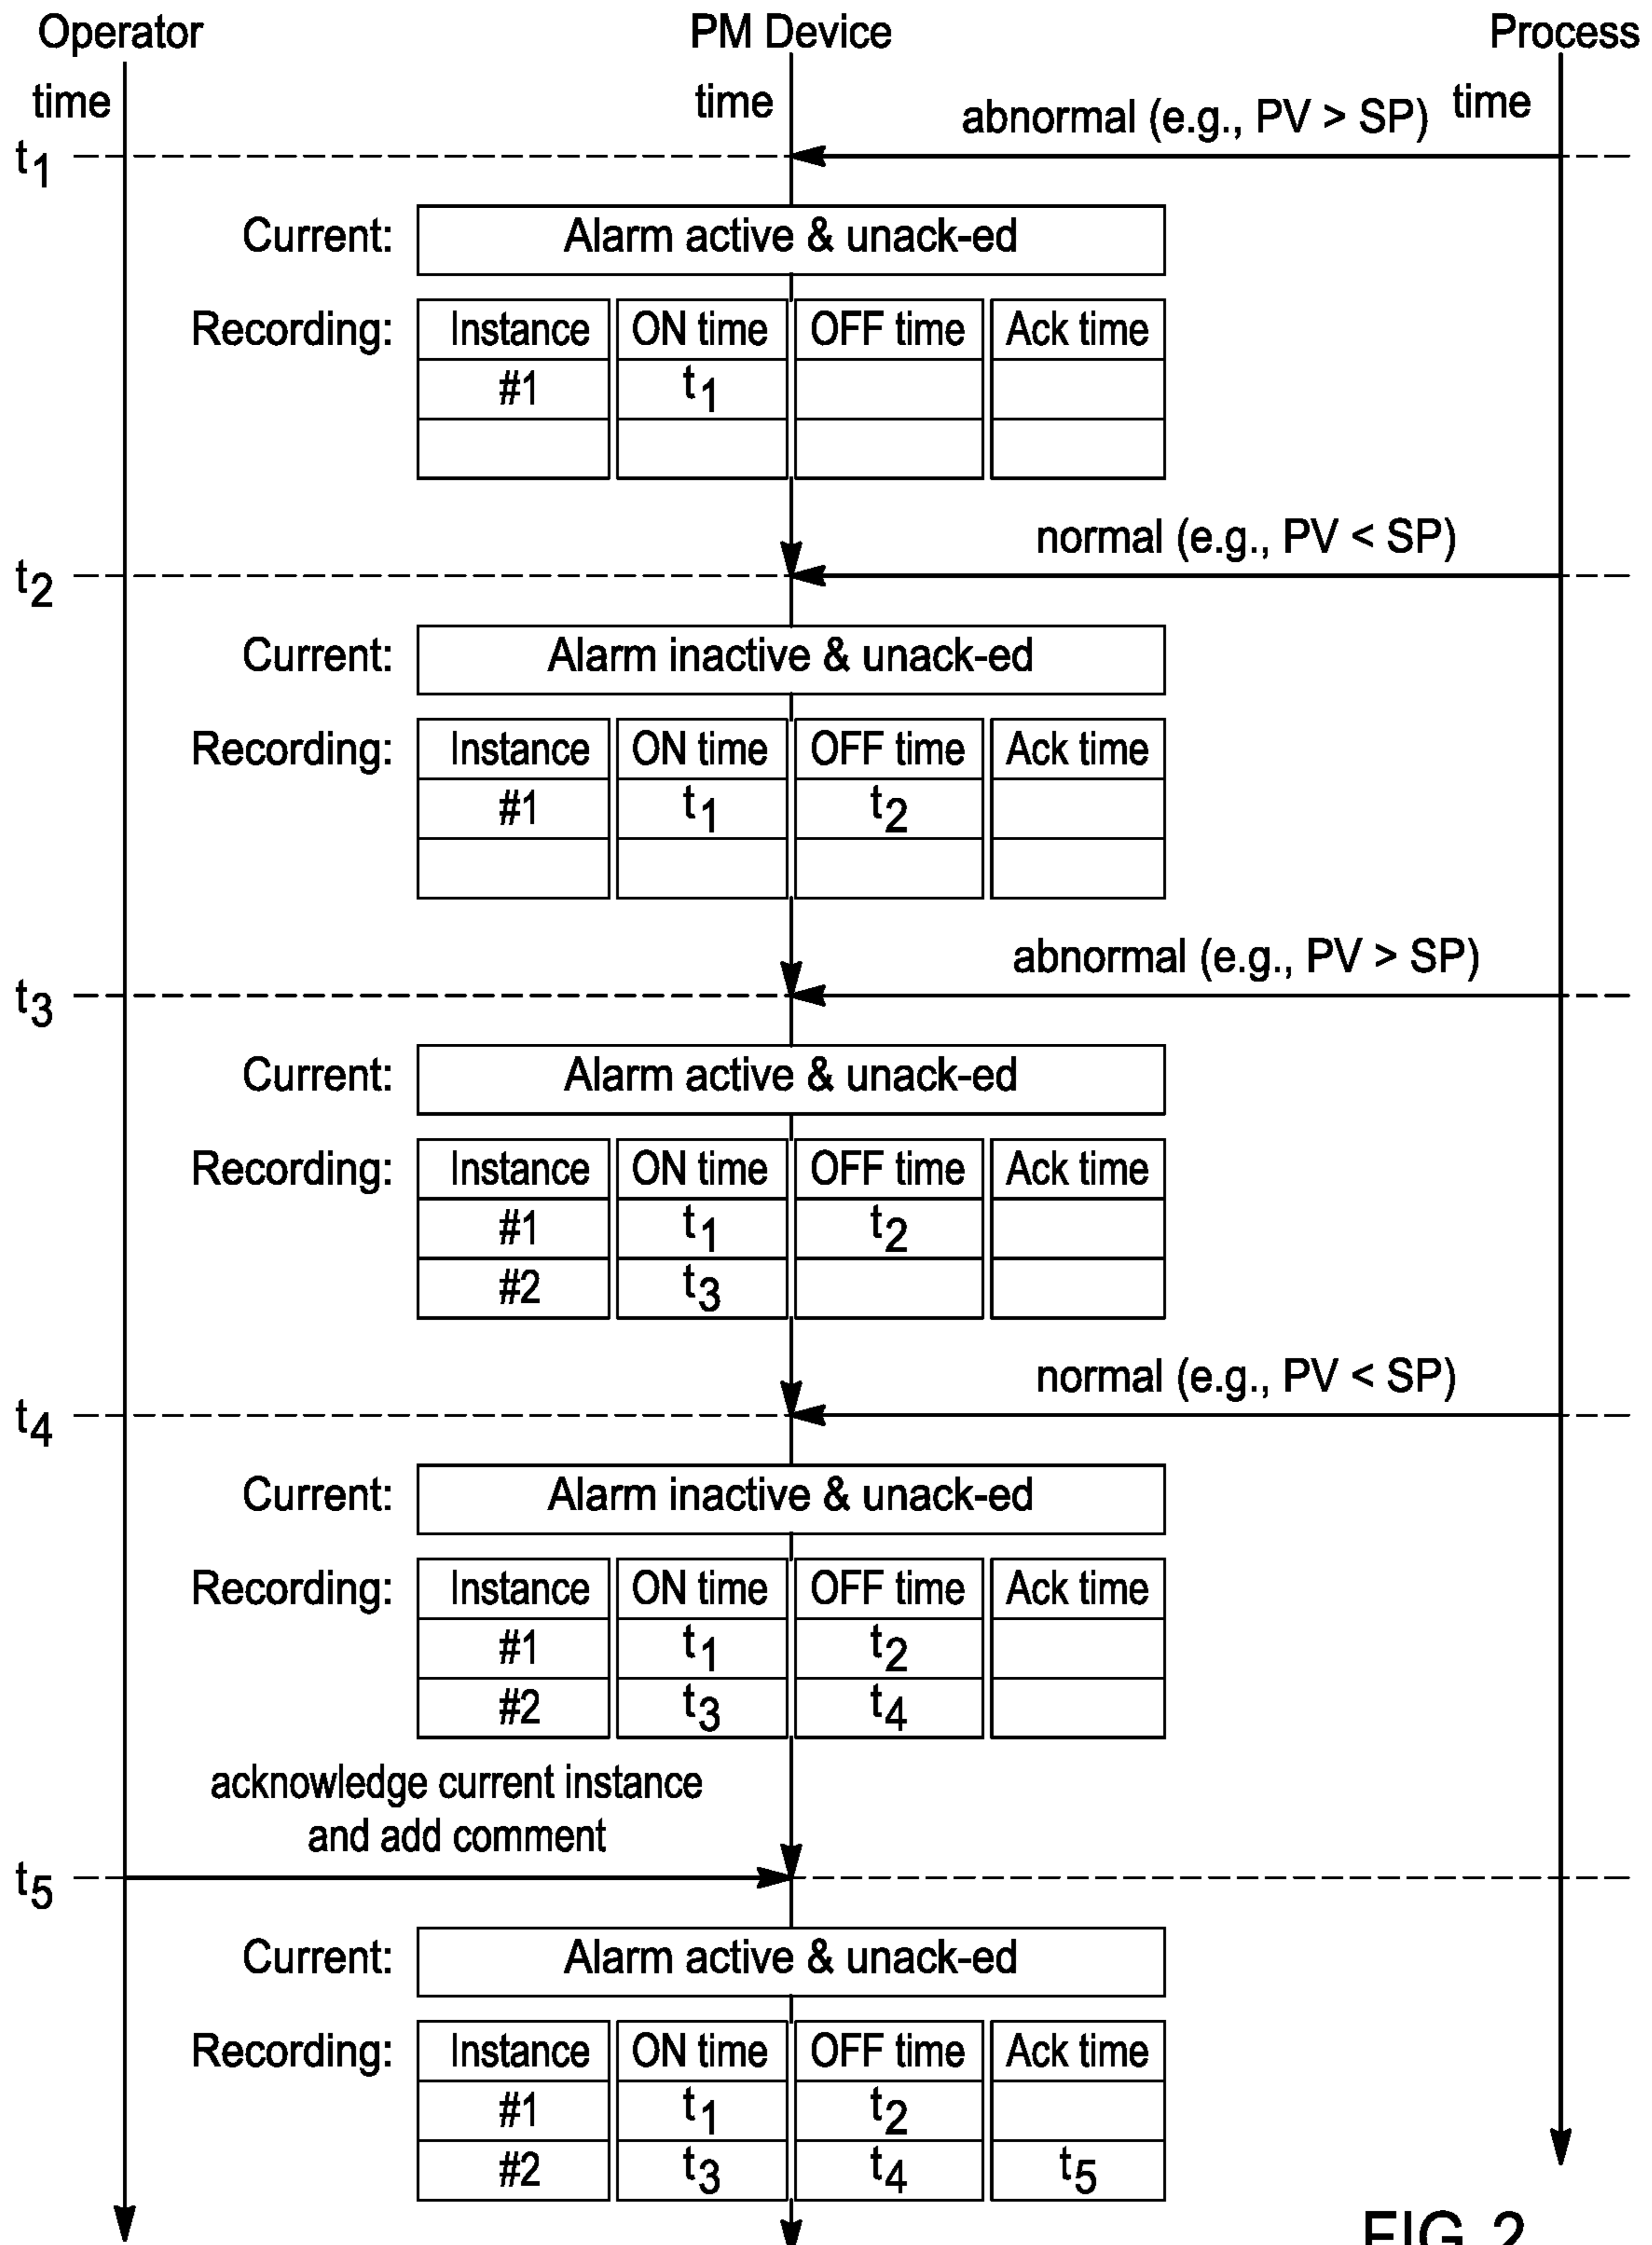 Operator PM Device Process
time time abnormal (e.g., PV > SP) time
t1
Current: Alarm active & unack-ed
Recording: Instance ON time OFF time Ack time
#1 t1
normal (e.g., PV < SP)
t2
Current: Alarm inactive & unack-ed
Recording: Instance ON time OFF time Ack time
#1 t1 t2
abnormal (e.g., PV > SP)
t3
Current: Alarm active & unack-ed
Recording: Instance ON time OFF time Ack time
#1 t1 t2
#2 t3
normal (e.g., PV < SP)
t4
Current: Alarm inactive & unack-ed
Recording: Instance ON time OFF time Ack time
#1 t1 t2
#2 t3 t4
acknowledge current instance
and add comment
t5
Current: Alarm active & unack-ed
Recording: Instance ON time OFF time Ack time
#1 t1 t2
#2 t3 t4 t5
FIG. 2